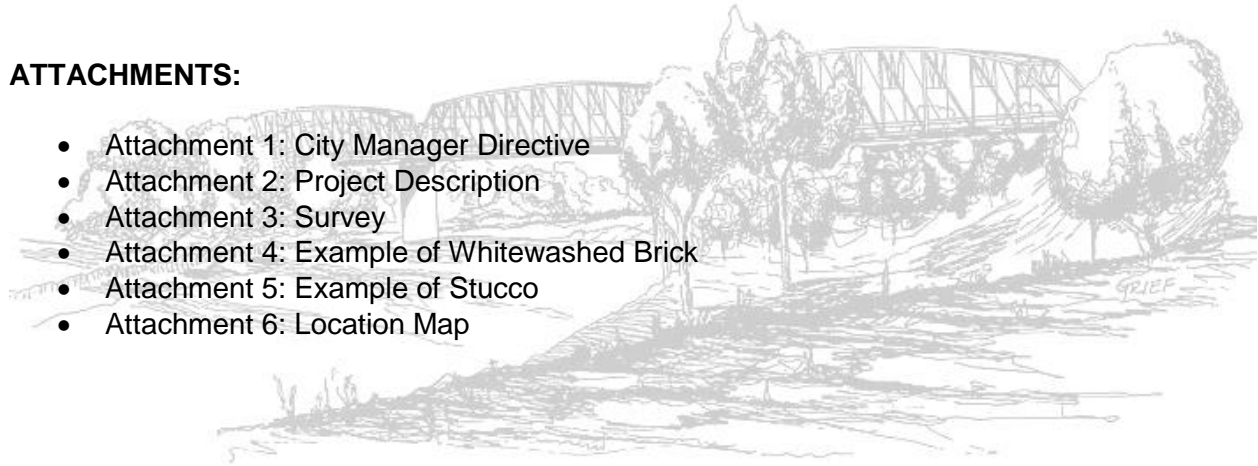 ATTACHMENTS:
• Attachment 1: City Manager Directive
• Attachment 2: Project Description
• Attachment 3: Survey
• Attachment 4: Example of Whitewashed Brick
• Attachment 5: Example of Stucco
• Attachment 6: Location Map
GRIEF